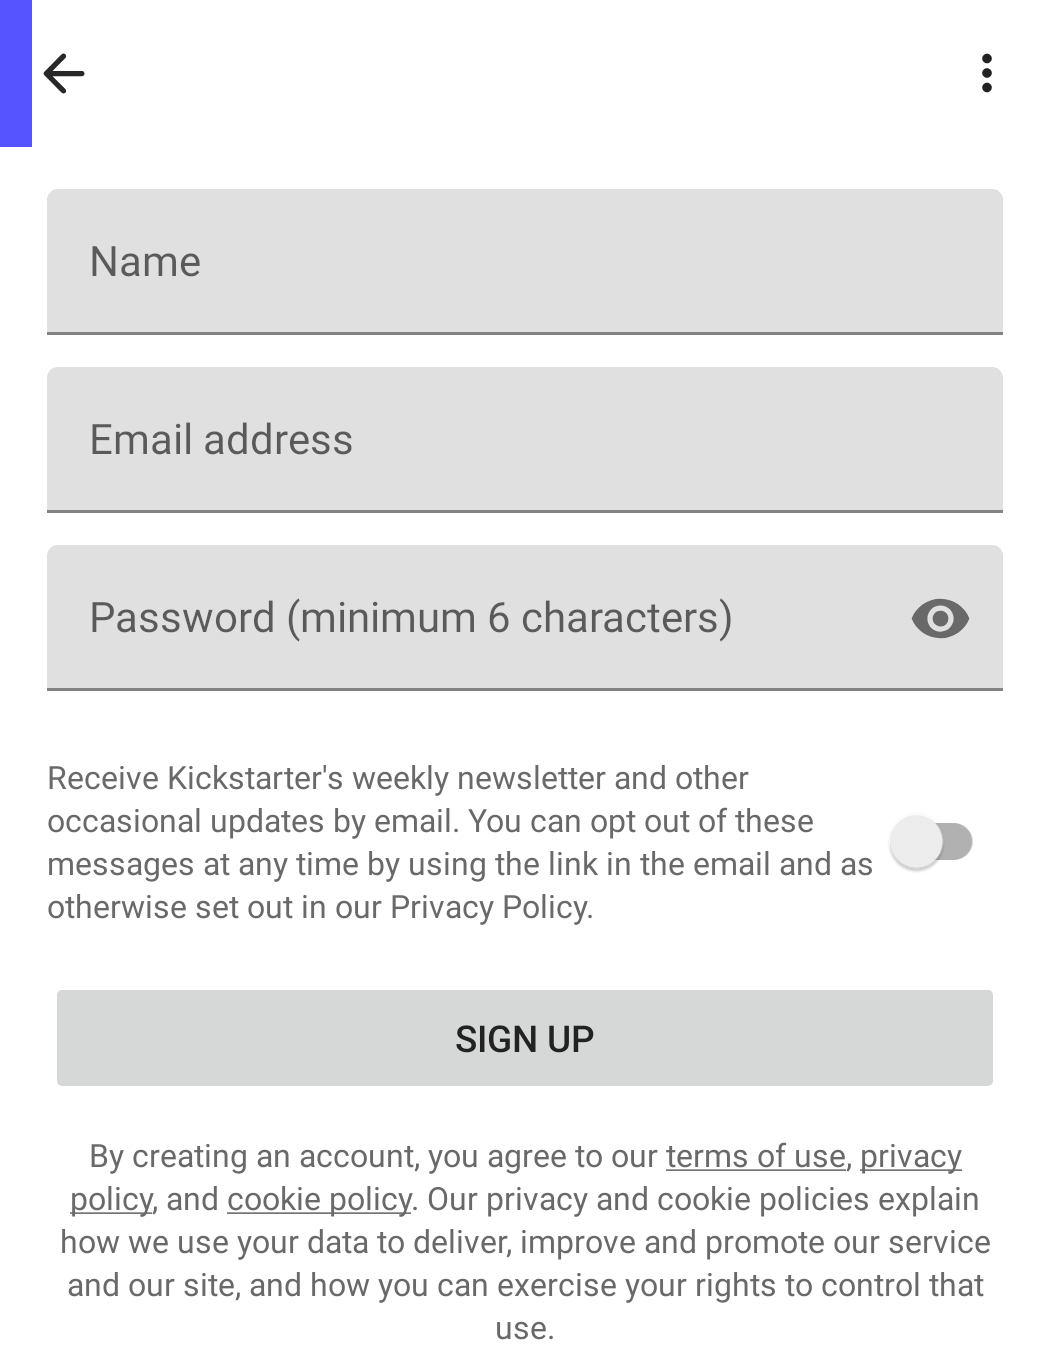 Name
Email address
Password (minimum 6 characters)
Receive Kickstarter's weekly newsletter and other
occasional updates by email. You can opt out of these
messages at any time by using the link in the email and as
otherwise set out in our Privacy Policy.
SIGN UP
By creating an account, you agree to our terms of use, privacy
policy, and cookie policy. Our privacy and cookie policies explain
how we use your data to deliver, improve and promote our service
and our site, and how you can exercise your rights to control that
use.